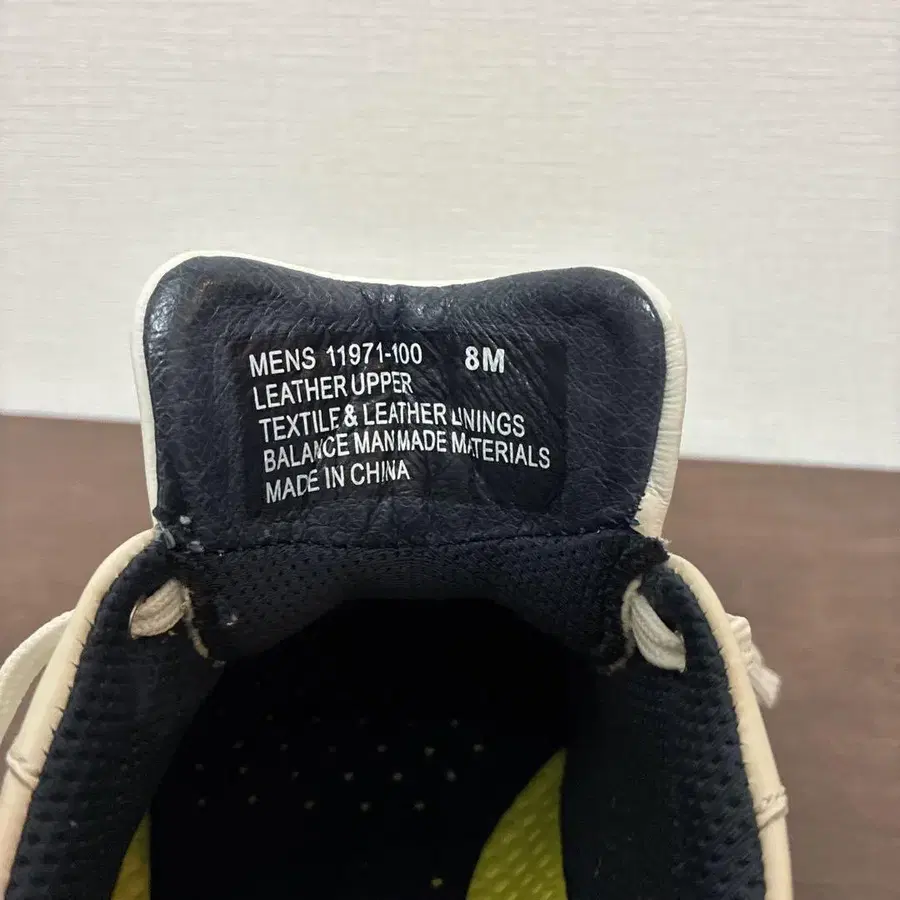 MENS 11971-100 8M
LEATHER UPPER
TEXTILE & LEATHER LININGS
BALANCE MANMADE MATERIALS
MADE IN CHINA